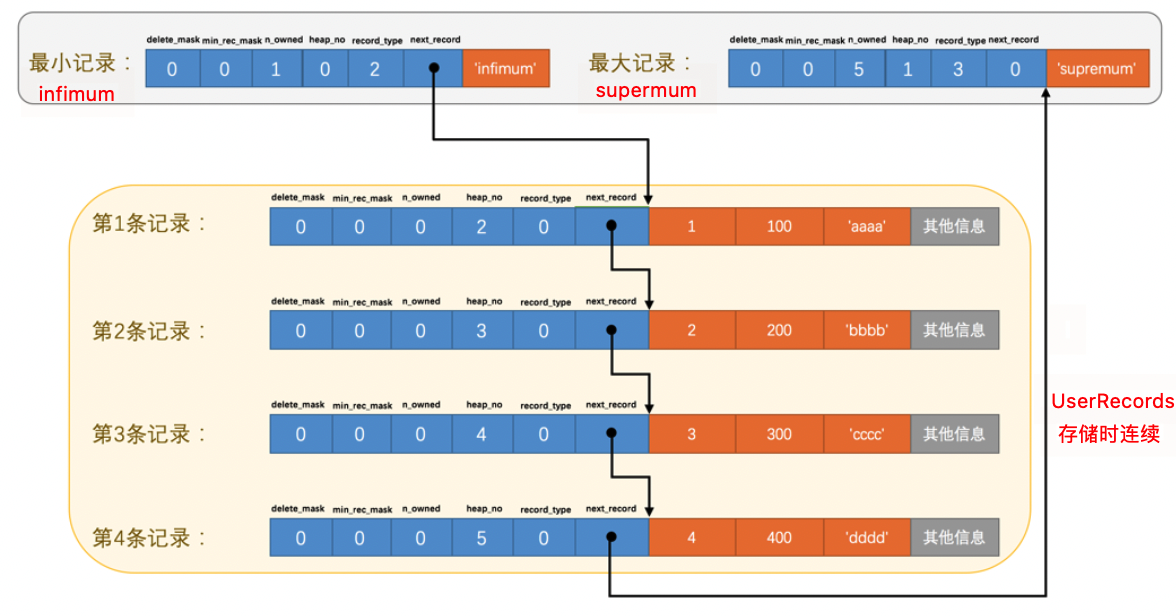 delete_mask min_rec_mask n_owned heap_no record_type next_record
最小记录： 0 0 1 0 2 'infimum'
infimum
delete_mask min_rec_mask n_owned heap_no record_type next_record
最大记录： 0 0 5 1 3 0 'supremum'
supermum
delete_mask min_rec_mask n_owned heap_no record_type next_record
第1条记录： 0 0 0 2 0 1 100 'aaaa' 其他信息
delete_mask min_rec_mask n_owned heap_no record_type next_record
第2条记录： 0 0 0 3 0 2 200 'bbbb' 其他信息
delete_mask min_rec_mask n_owned heap_no record_type next_record
第3条记录： 0 0 0 4 0 3 300 'cccc' 其他信息
delete_mask min_rec_mask n_owned heap_no record_type next_record
第4条记录： 0 0 0 5 0 4 400 'dddd' 其他信息
UserRecords
存储时连续